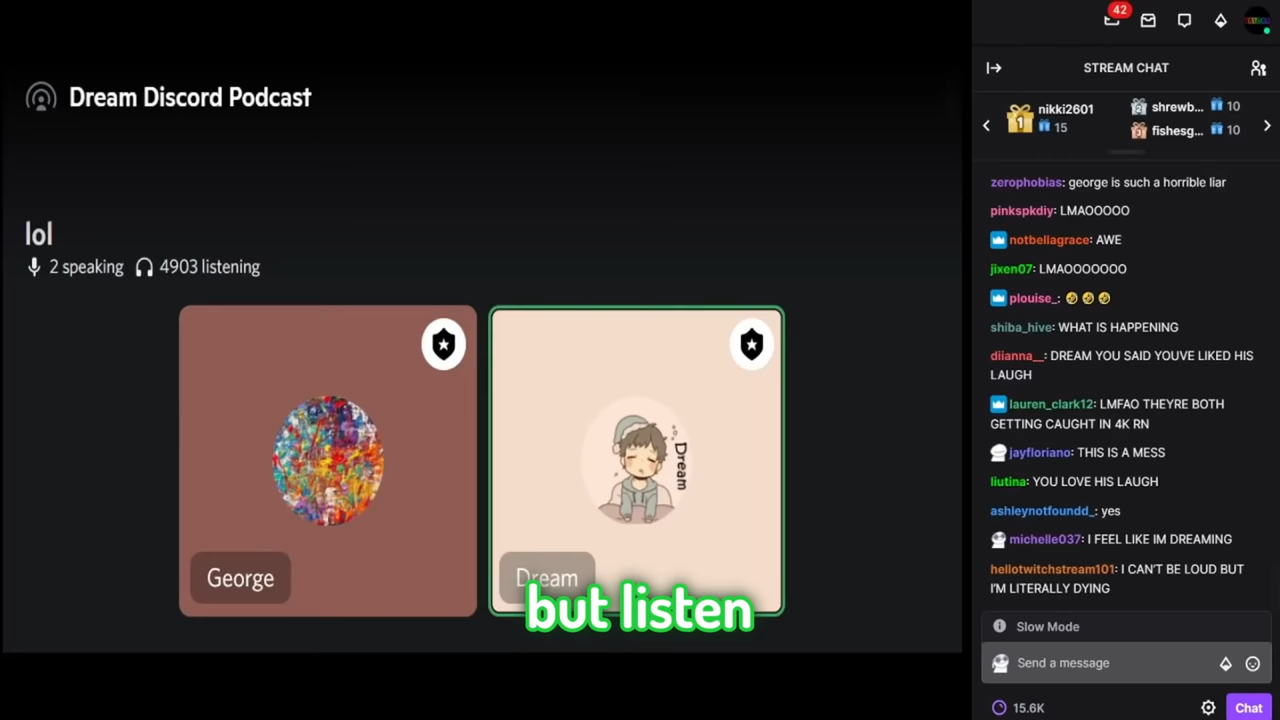 Dream Discord Podcast
lol
2 speaking 4903 listening
George
Dream
Dream
but listen
42
STREAM CHAT
1 nikki2601
15
2 shrewb... 10
3 fishesg... 10
zerophobias: george is such a horrible liar
pinkspkdiy: LMAOOOOO
notbellagrace: AWE
jixen07: LMAOOOOOOO
plouise_: 🤣 🤣 🤣
shiba_hive: WHAT IS HAPPENING
diianna__: DREAM YOU SAID YOUVE LIKED HIS
LAUGH
lauren_clark12: LMFAO THEYRE BOTH
GETTING CAUGHT IN 4K RN
jayfloriano: THIS IS A MESS
liutina: YOU LOVE HIS LAUGH
ashleynotfoundd_: yes
michelle037: I FEEL LIKE IM DREAMING
hellotwitchstream101: I CAN'T BE LOUD BUT
I'M LITERALLY DYING
Slow Mode
Send a message
15.6K
Chat